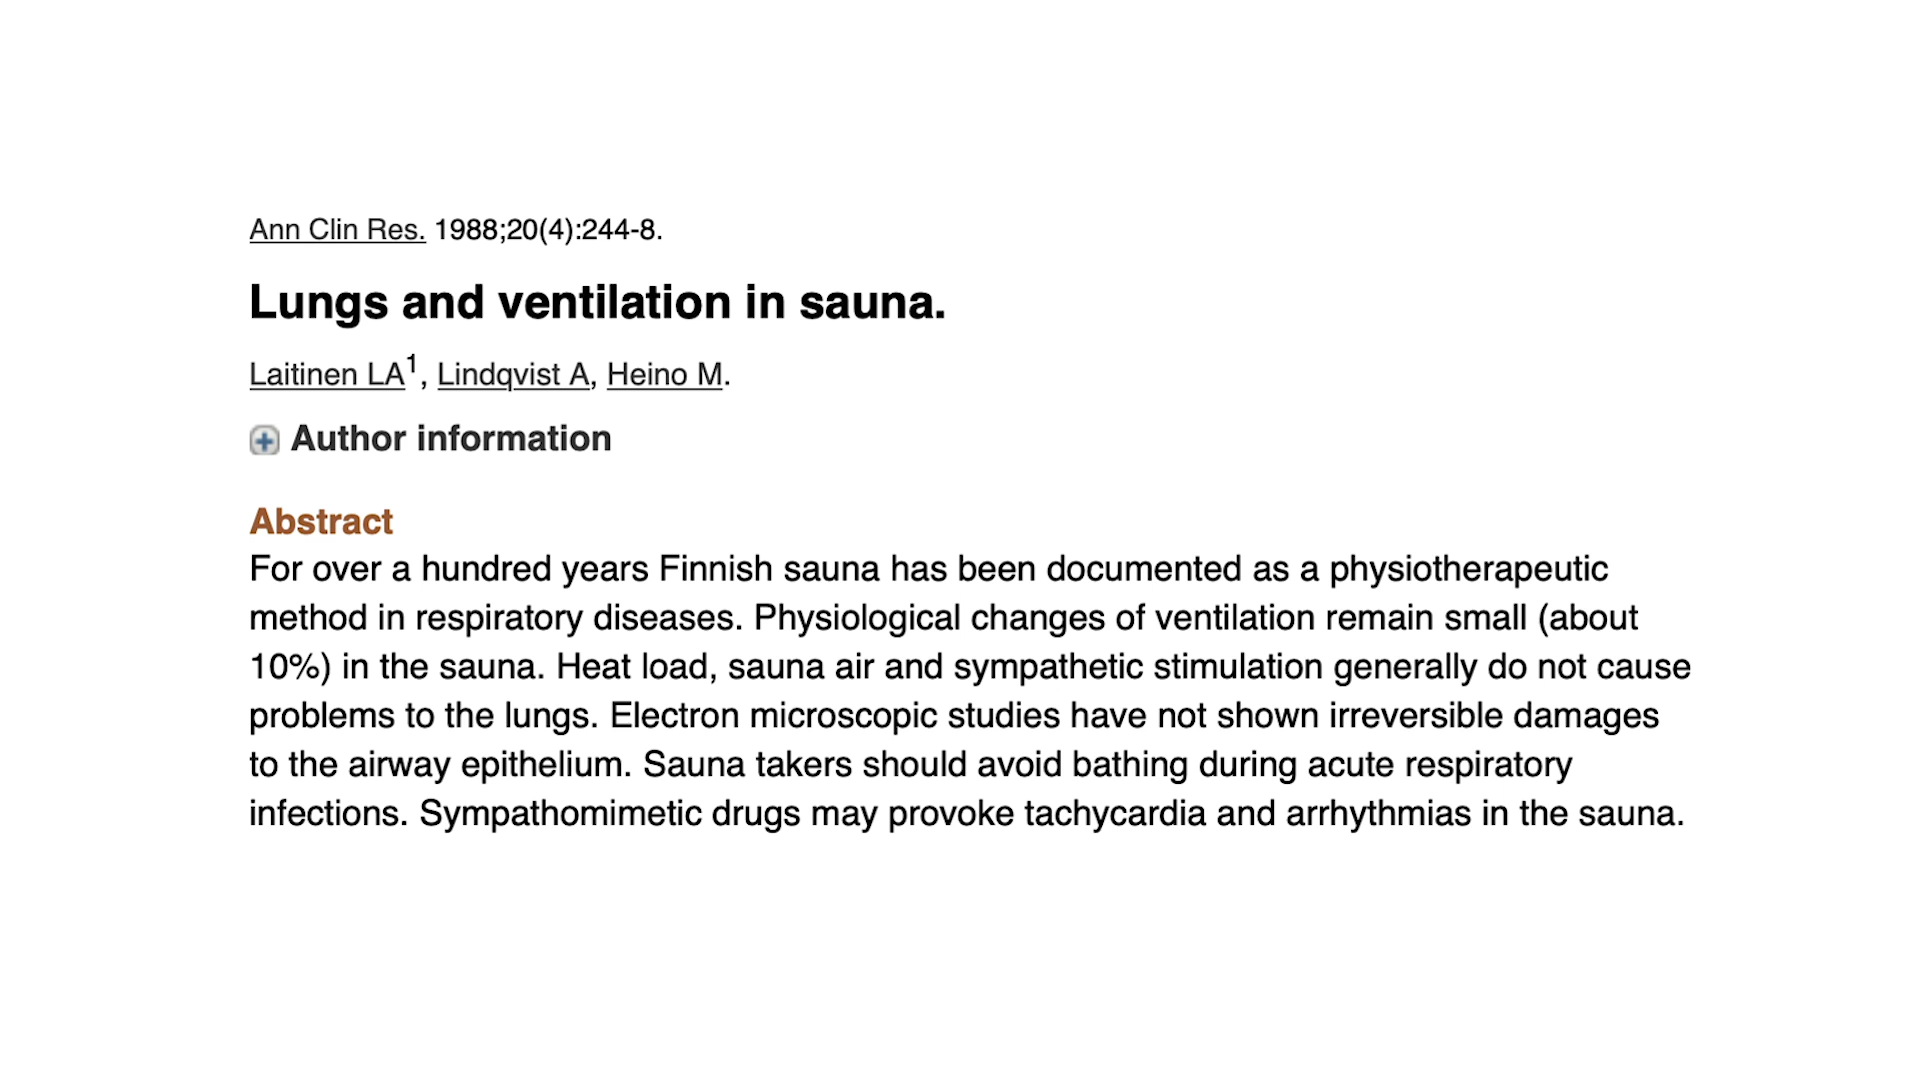 Ann Clin Res. 1988;20(4):244-8.
Lungs and ventilation in sauna.
Laitinen LA1, Lindqvist A, Heino M.
Author information
Abstract
For over a hundred years Finnish sauna has been documented as a physiotherapeutic
method in respiratory diseases. Physiological changes of ventilation remain small (about
10%) in the sauna. Heat load, sauna air and sympathetic stimulation generally do not cause
problems to the lungs. Electron microscopic studies have not shown irreversible damages
to the airway epithelium. Sauna takers should avoid bathing during acute respiratory
infections. Sympathomimetic drugs may provoke tachycardia and arrhythmias in the sauna.